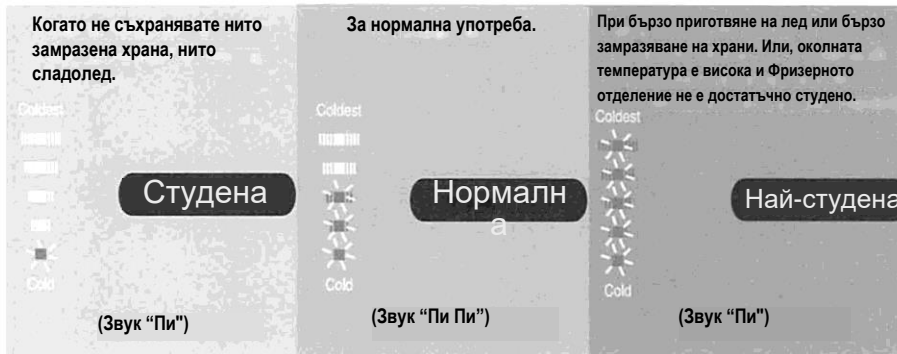 Когато не съхранявате нито
замразена храна, нито
сладолед.
Coldest
Студена
Cold
(Звук “Пи")
За нормална употреба.
Coldest
Нормалн
а
Cold
(Звук “Пи Пи”)
При бързо приготвяне на лед или бързо
замразяване на храни. Или, околната
температура е висока и Фризерното
отделение не е достатъчно студено.
Coldest
Най-студена
Cold
(Звук “Пи")